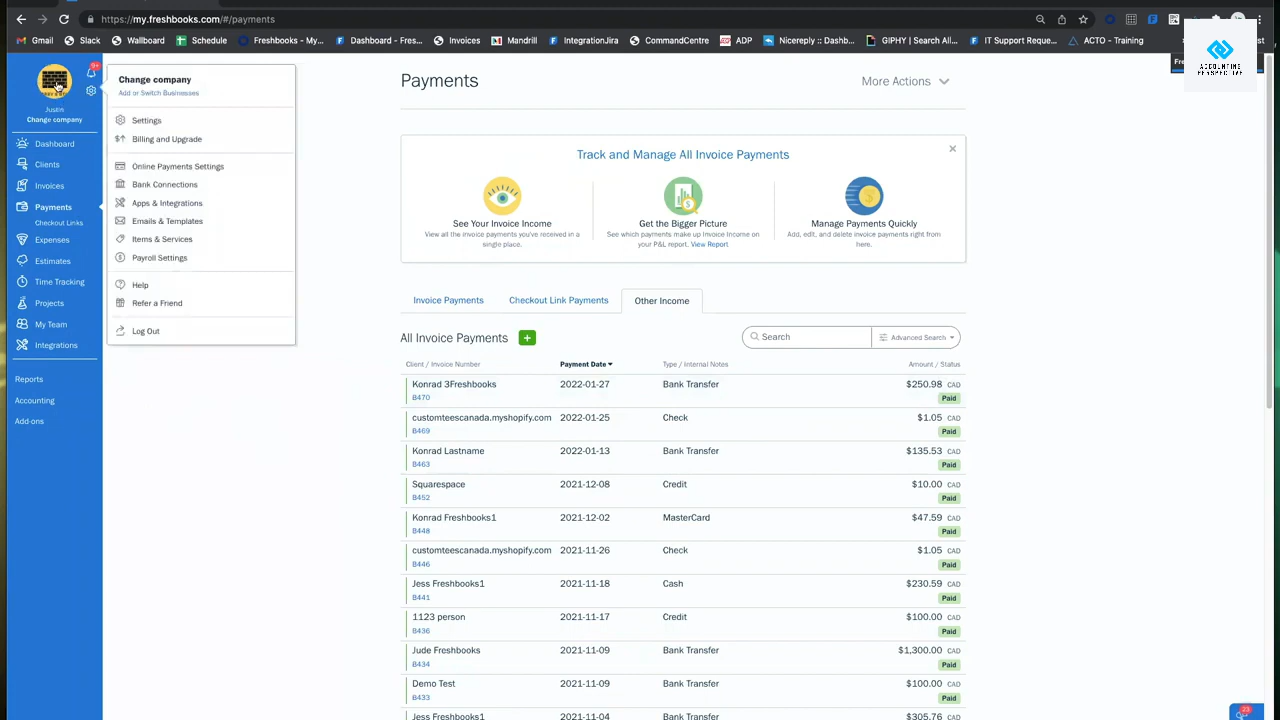 https://my.freshbooks.com/#/payments
Gmail
Slack
Wallboard
Schedule
Freshbooks - My...
Dashboard - Fres...
Invoices
Mandrill
IntegrationJira
CommandCentre
ADP
Nicereply :: Dashb...
GIPHY | Search All...
IT Support Reque...
ACTO - Training
ACCOUNTING
PERSPECTIVE
9+
Justin
Change company
Dashboard
Clients
Invoices
Payments
Checkout Links
Expenses
Estimates
Time Tracking
Projects
My Team
Integrations
Reports
Accounting
Add-ons
Change company
Add or Switch Businesses
Settings
Billing and Upgrade
Online Payments Settings
Bank Connections
Apps & Integrations
Emails & Templates
Items & Services
Payroll Settings
Help
Refer a Friend
Log Out
Payments
More Actions
Track and Manage All Invoice Payments
See Your Invoice Income
View all the invoice payments you've received in a
single place.
Get the Bigger Picture
See which payments make up Invoice Income on
your P&L report. View Report
Manage Payments Quickly
Add, edit, and delete invoice payments right from
here.
Invoice Payments
Checkout Link Payments
Other Income
All Invoice Payments +
Search
Advanced Search
Client / Invoice Number Payment Date Type / Internal Notes Amount / Status
Konrad 3Freshbooks 2022-01-27 Bank Transfer $250.98 CAD
B470 Paid
customteescanada.myshopify.com 2022-01-25 Check $1.05 CAD
B469 Paid
Konrad Lastname 2022-01-13 Bank Transfer $135.53 CAD
B463 Paid
Squarespace 2021-12-08 Credit $10.00 CAD
B452 Paid
Konrad Freshbooks1 2021-12-02 MasterCard $47.59 CAD
B448 Paid
customteescanada.myshopify.com 2021-11-26 Check $1.05 CAD
B446 Paid
Jess Freshbooks1 2021-11-18 Cash $230.59 CAD
B441 Paid
1123 person 2021-11-17 Credit $100.00 CAD
B436 Paid
Jude Freshbooks 2021-11-09 Bank Transfer $1,300.00 CAD
B434 Paid
Demo Test 2021-11-09 Bank Transfer $100.00 CAD
B433 Paid
Jess Freshbooks1 2021-11-04 Bank Transfer $305.76 CAD
23